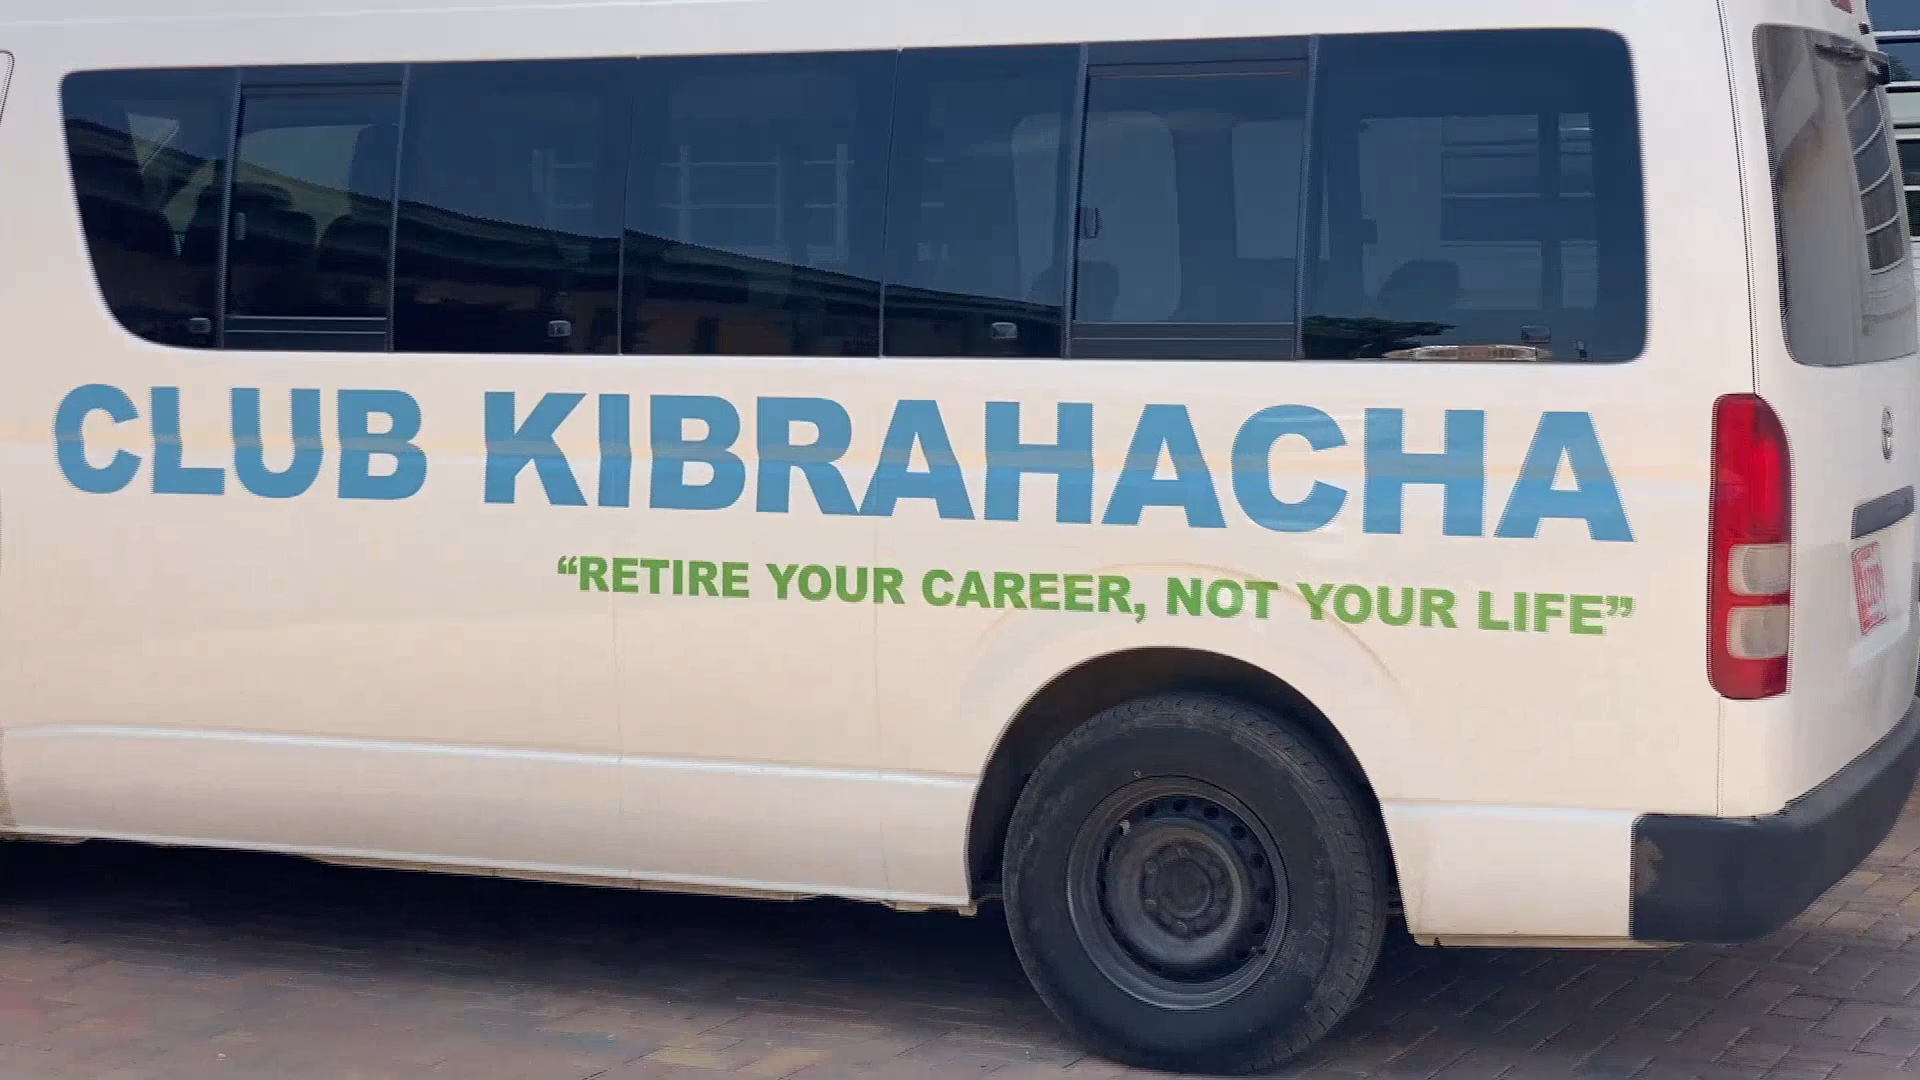 CLUB KIBRAHACHA
“RETIRE YOUR CAREER, NOT YOUR LIFE”